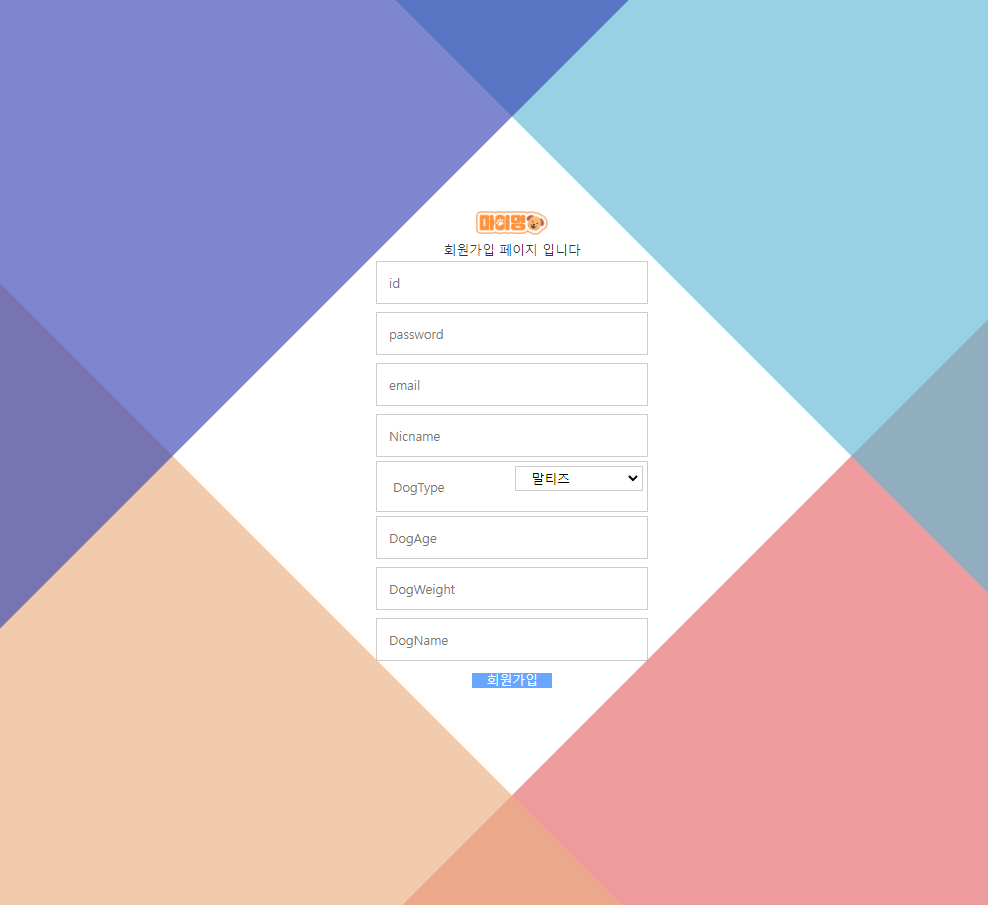 마이멍
회원가입 페이지 입니다
id
password
email
Nicname
DogType
말티즈
DogAge
DogWeight
DogName
회원가입